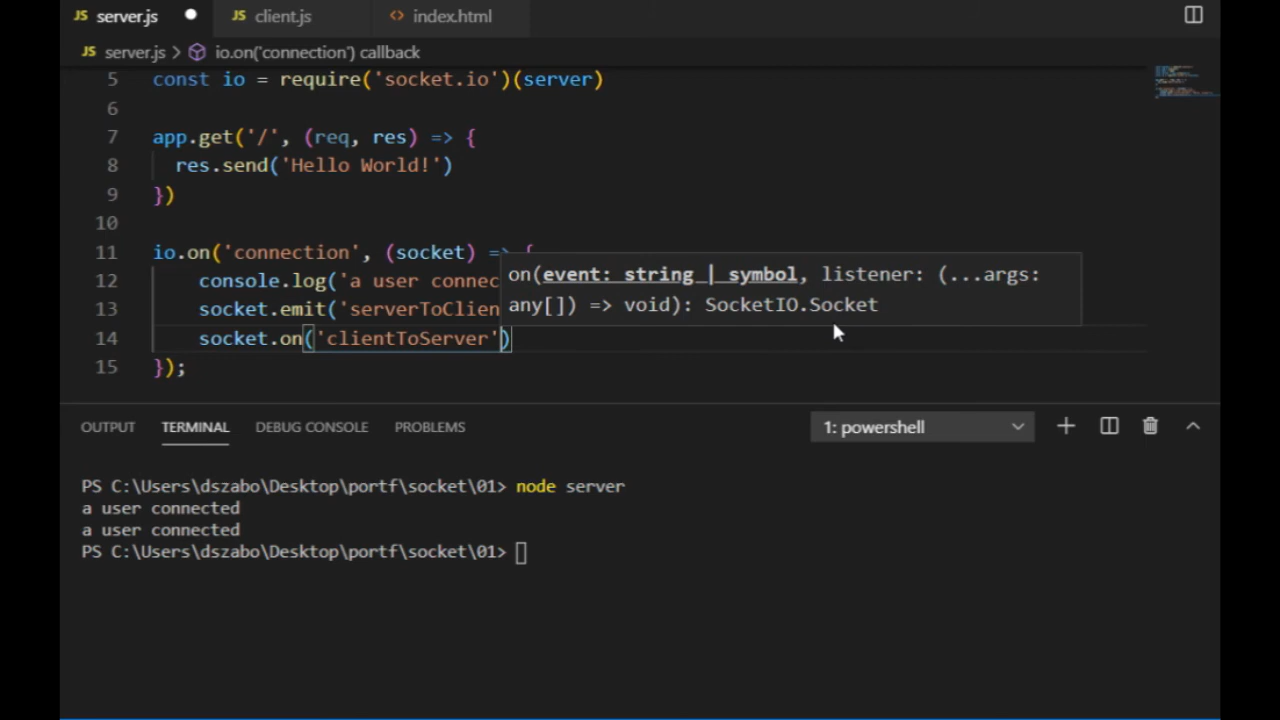 JS server.js JS client.js <> index.html
JS server.js > io.on('connection') callback
5 const io = require('socket.io')(server)
6
7 app.get('/', (req, res) => {
8 res.send('Hello World!')
9 })
10
11 io.on('connection', (socket) => {
12 console.log('a user connec
on(event: string | symbol, listener: (...args:
any[]) => void): SocketIO.Socket
13 socket.emit('serverToClien
14 socket.on('clientToServer')
15 });
OUTPUT TERMINAL DEBUG CONSOLE PROBLEMS 1: powershell
PS C:\Users\dszabo\Desktop\portf\socket\01> node server
a user connected
a user connected
PS C:\Users\dszabo\Desktop\portf\socket\01>